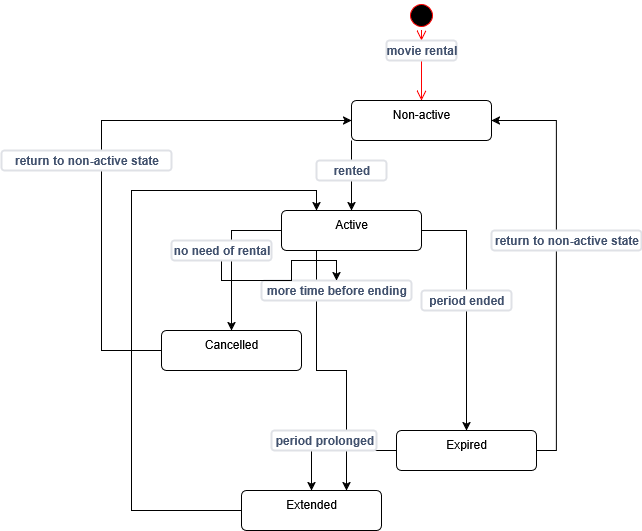 movie rental
Non-active
return to non-active state
rented
Active
no need of rental
return to non-active state
more time before ending
period ended
Cancelled
period prolonged
Expired
Extended